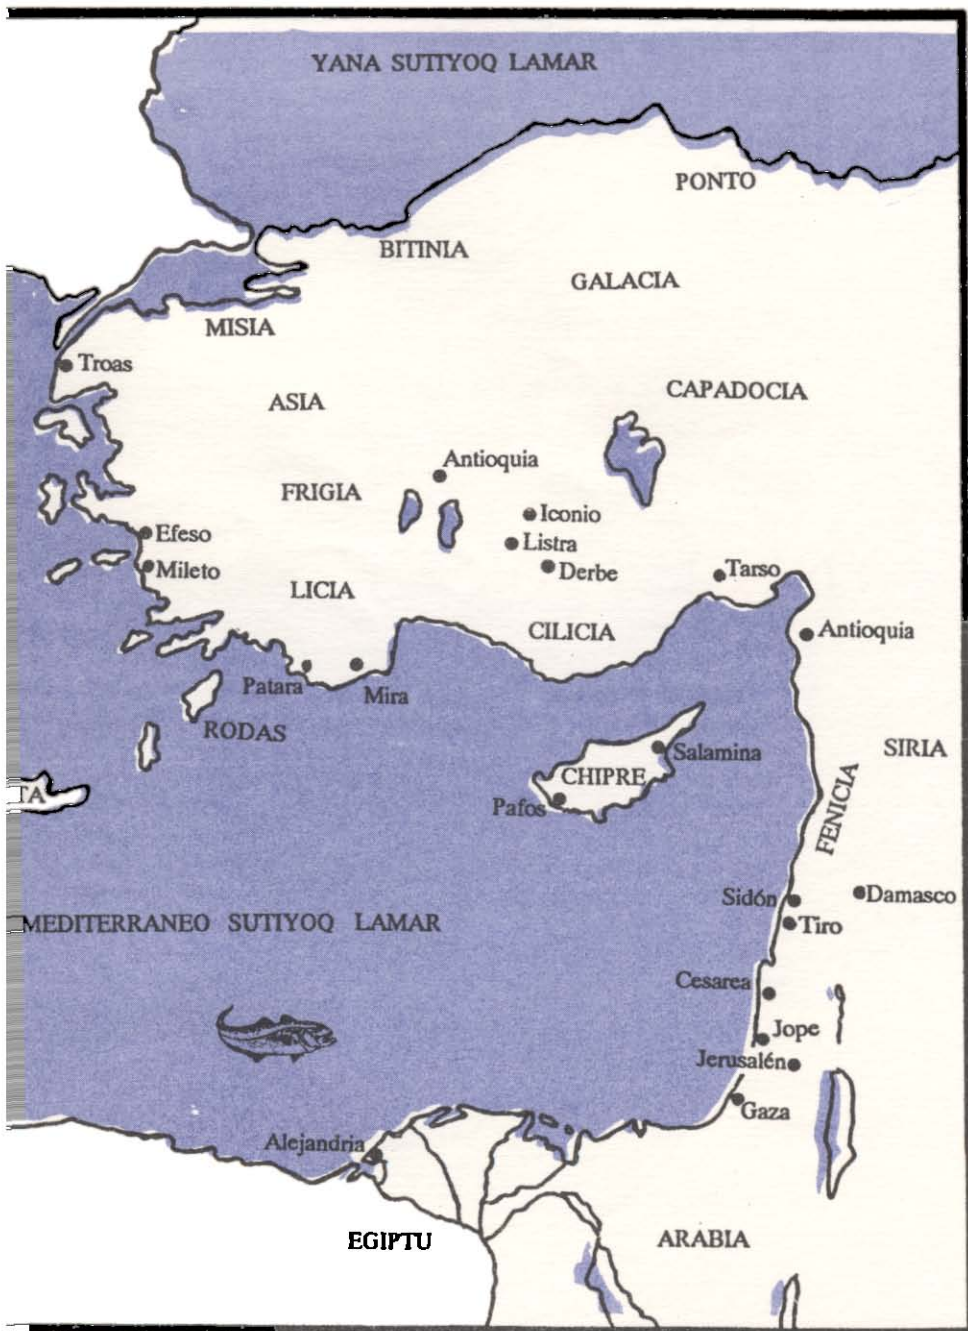 YANA SUTIYOQ LAMAR
PONTO
BITINIA
GALACIA
MISIA
Troas
CAPADOCIA
ASIA
Antioquia
FRIGIA
Iconio
Efeso
Listra
Mileto
Derbe
Tarso
LICIA
CILICIA
Antioquia
Patara
Mira
RODAS
SIRIA
Salamina
CHIPRE
TA
Pafos
FENICIA
Sidón
Damasco
MEDITERRANEO SUTIYOQ LAMAR
Tiro
Cesarea
Jope
Jerusalén
Gaza
Alejandria
EGIPTU
ARABIA